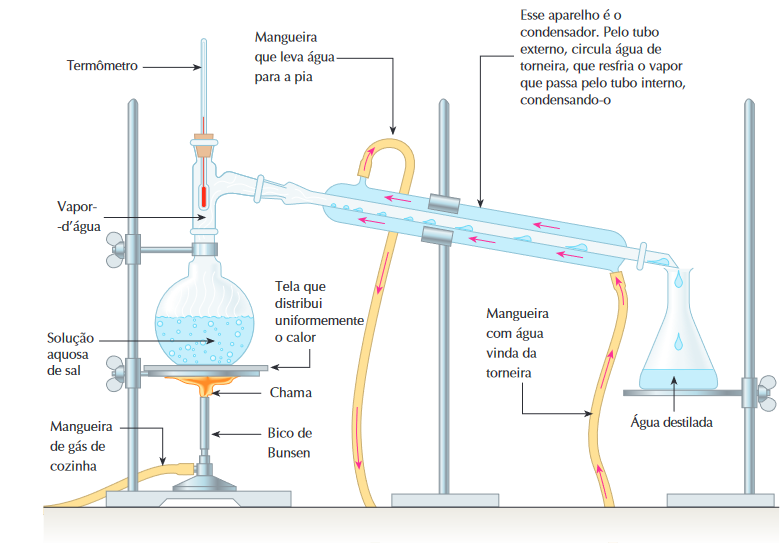 Esse aparelho é o
condensador. Pelo tubo
externo, circula água de
torneira, que resfria o vapor
que passa pelo tubo interno,
condensando-o
Mangueira
que leva água
para a pia
Termômetro
Vapor-
-d’água
Tela que
distribui
uniformemente
o calor
Mangueira
com água
vinda da
torneira
Solução
aquosa
de sal
Chama
Água destilada
Mangueira
de gás de
cozinha
Bico de
Bunsen